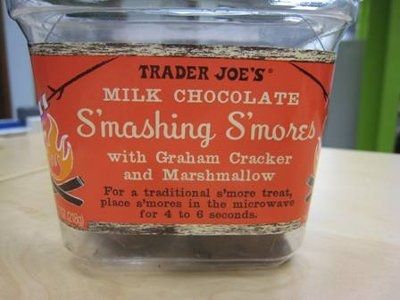 TRADER JOE'S®
MILK CHOCOLATE
S'mashing S'mores
with Graham Cracker
and Marshmallow
For a traditional s'more treat,
place s'mores in the microwave
for 4 to 6 seconds.